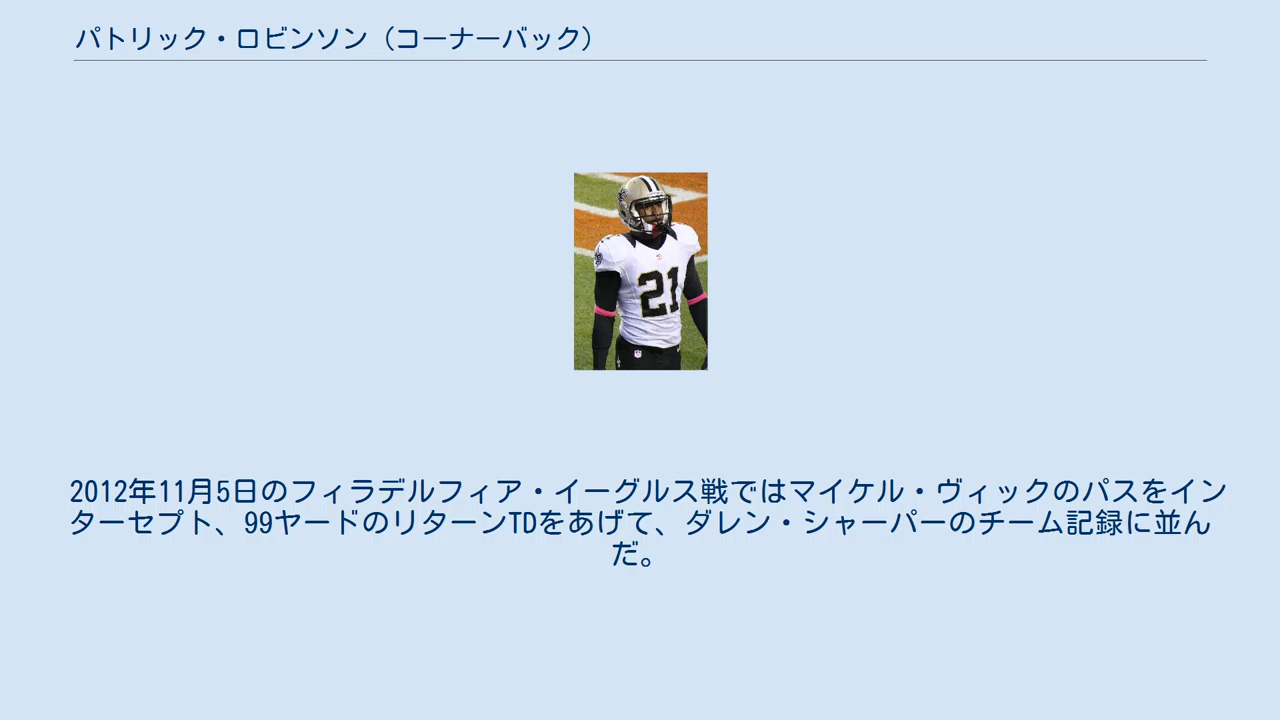 パトリック・ロビンソン（コーナーバック）
21
2012年11月5日のフィラデルフィア・イーグルス戦ではマイケル・ヴィックのパスをイン
ターセプト、99ヤードのリターンTDをあげて、ダレン・シャーパーのチーム記録に並ん
だ。